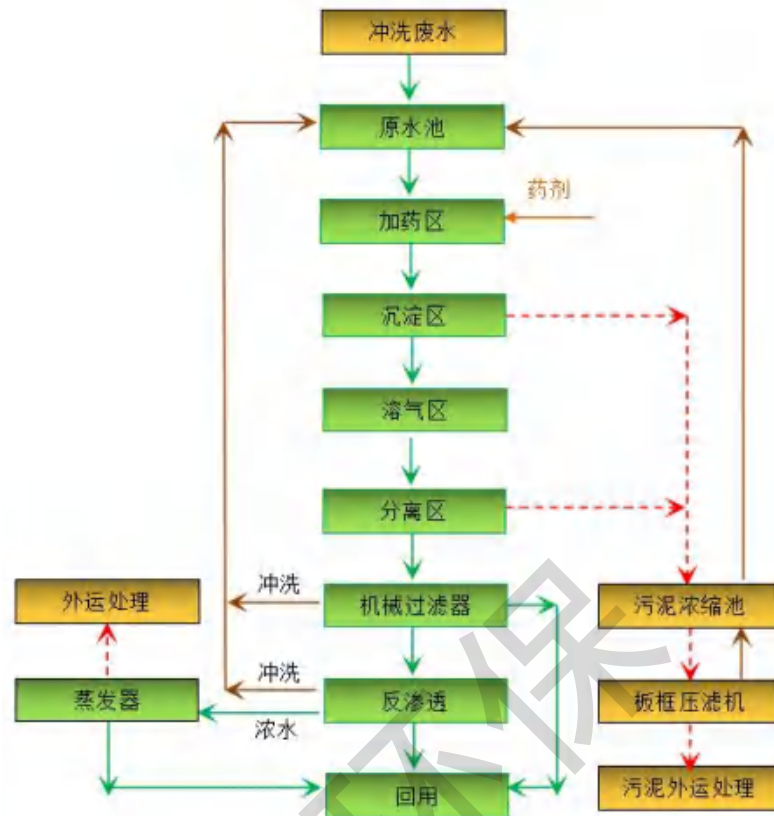 冲洗废水
原水池
药剂
加药区
沉淀区
溶气区
分离区
外运处理
冲洗
机械过滤器
污泥浓缩池
蒸发器
冲洗
浓水
反渗透
板框压滤机
回用
污泥外运处理
环保